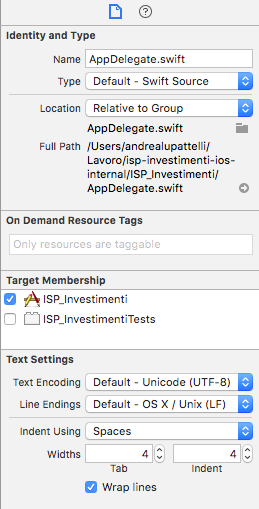 Identity and Type
Name AppDelegate.swift
Type Default - Swift Source
Location Relative to Group
AppDelegate.swift
Full Path /Users/andrealupattelli/
Lavoro/isp-investimenti-ios-
internal/ISP_Investimenti/
AppDelegate.swift
On Demand Resource Tags
Only resources are taggable
Target Membership
ISP_Investimenti
ISP_InvestimentiTests
Text Settings
Text Encoding Default - Unicode (UTF-8)
Line Endings Default - OS X / Unix (LF)
Indent Using Spaces
Widths 4 4
Tab Indent
Wrap lines